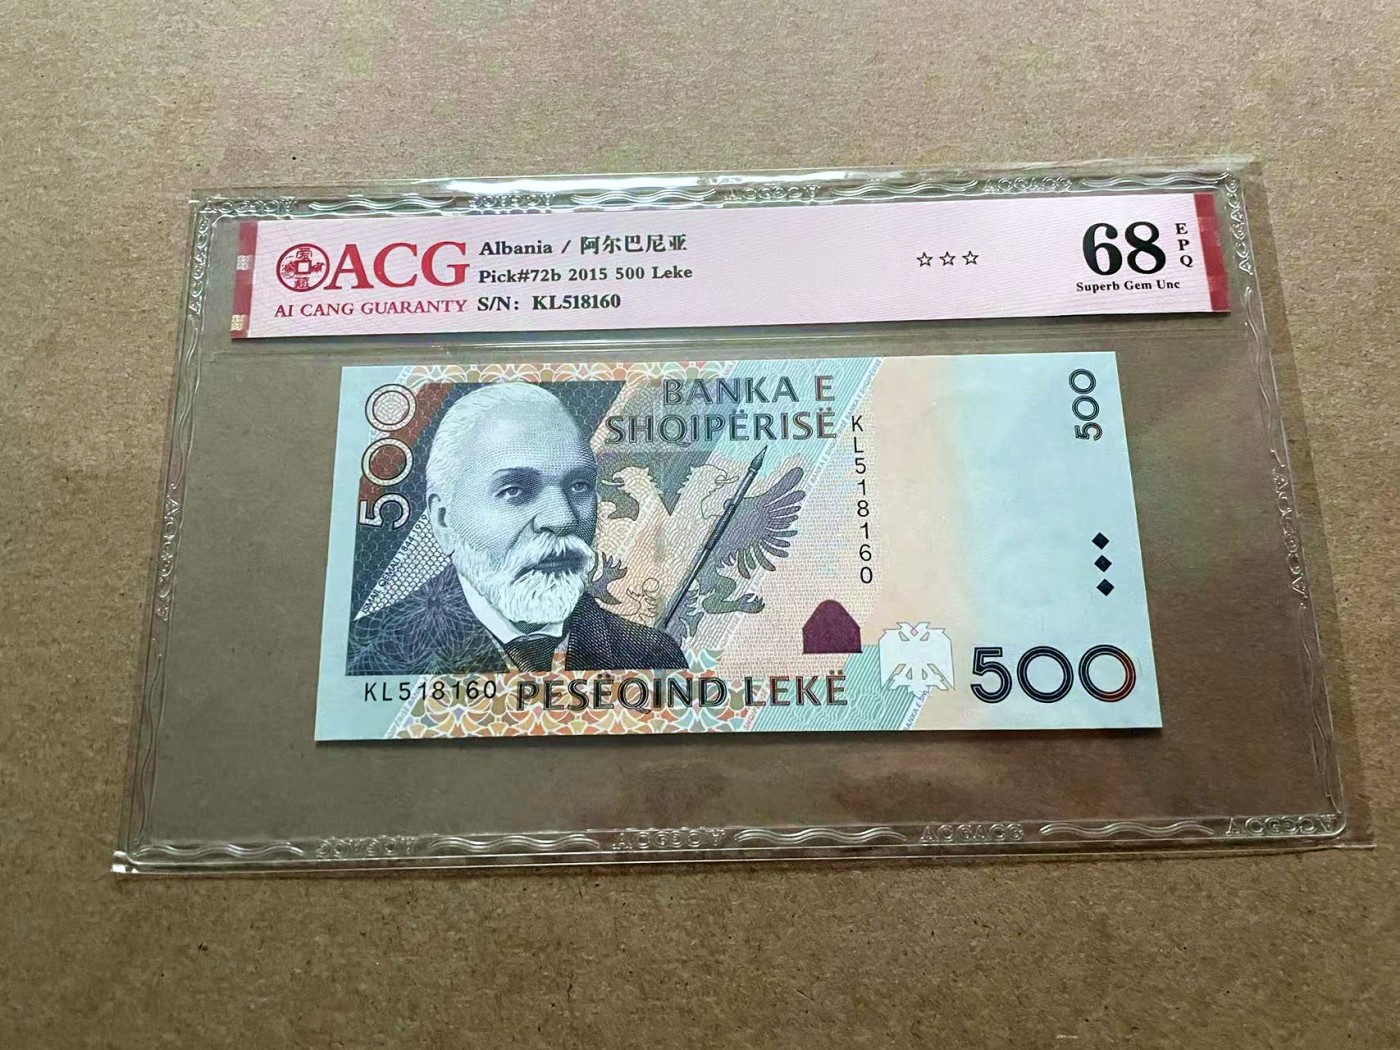 ACG
AI CANG GUARANTY
Albania / 阿尔巴尼亚
Pick#72b 2015 500 Leke
S/N: KL518160
☆☆☆
68
EPQ
Superb Gem Unc
500
BANKA E
SHQIPËRISË
KL518160
500
KL518160
PESËQIND LEKË
500